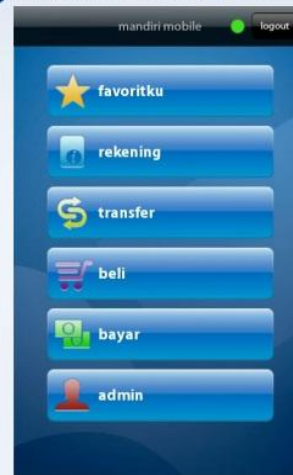 mandiri mobile
logout
favoritku
rekening
transfer
beli
bayar
admin